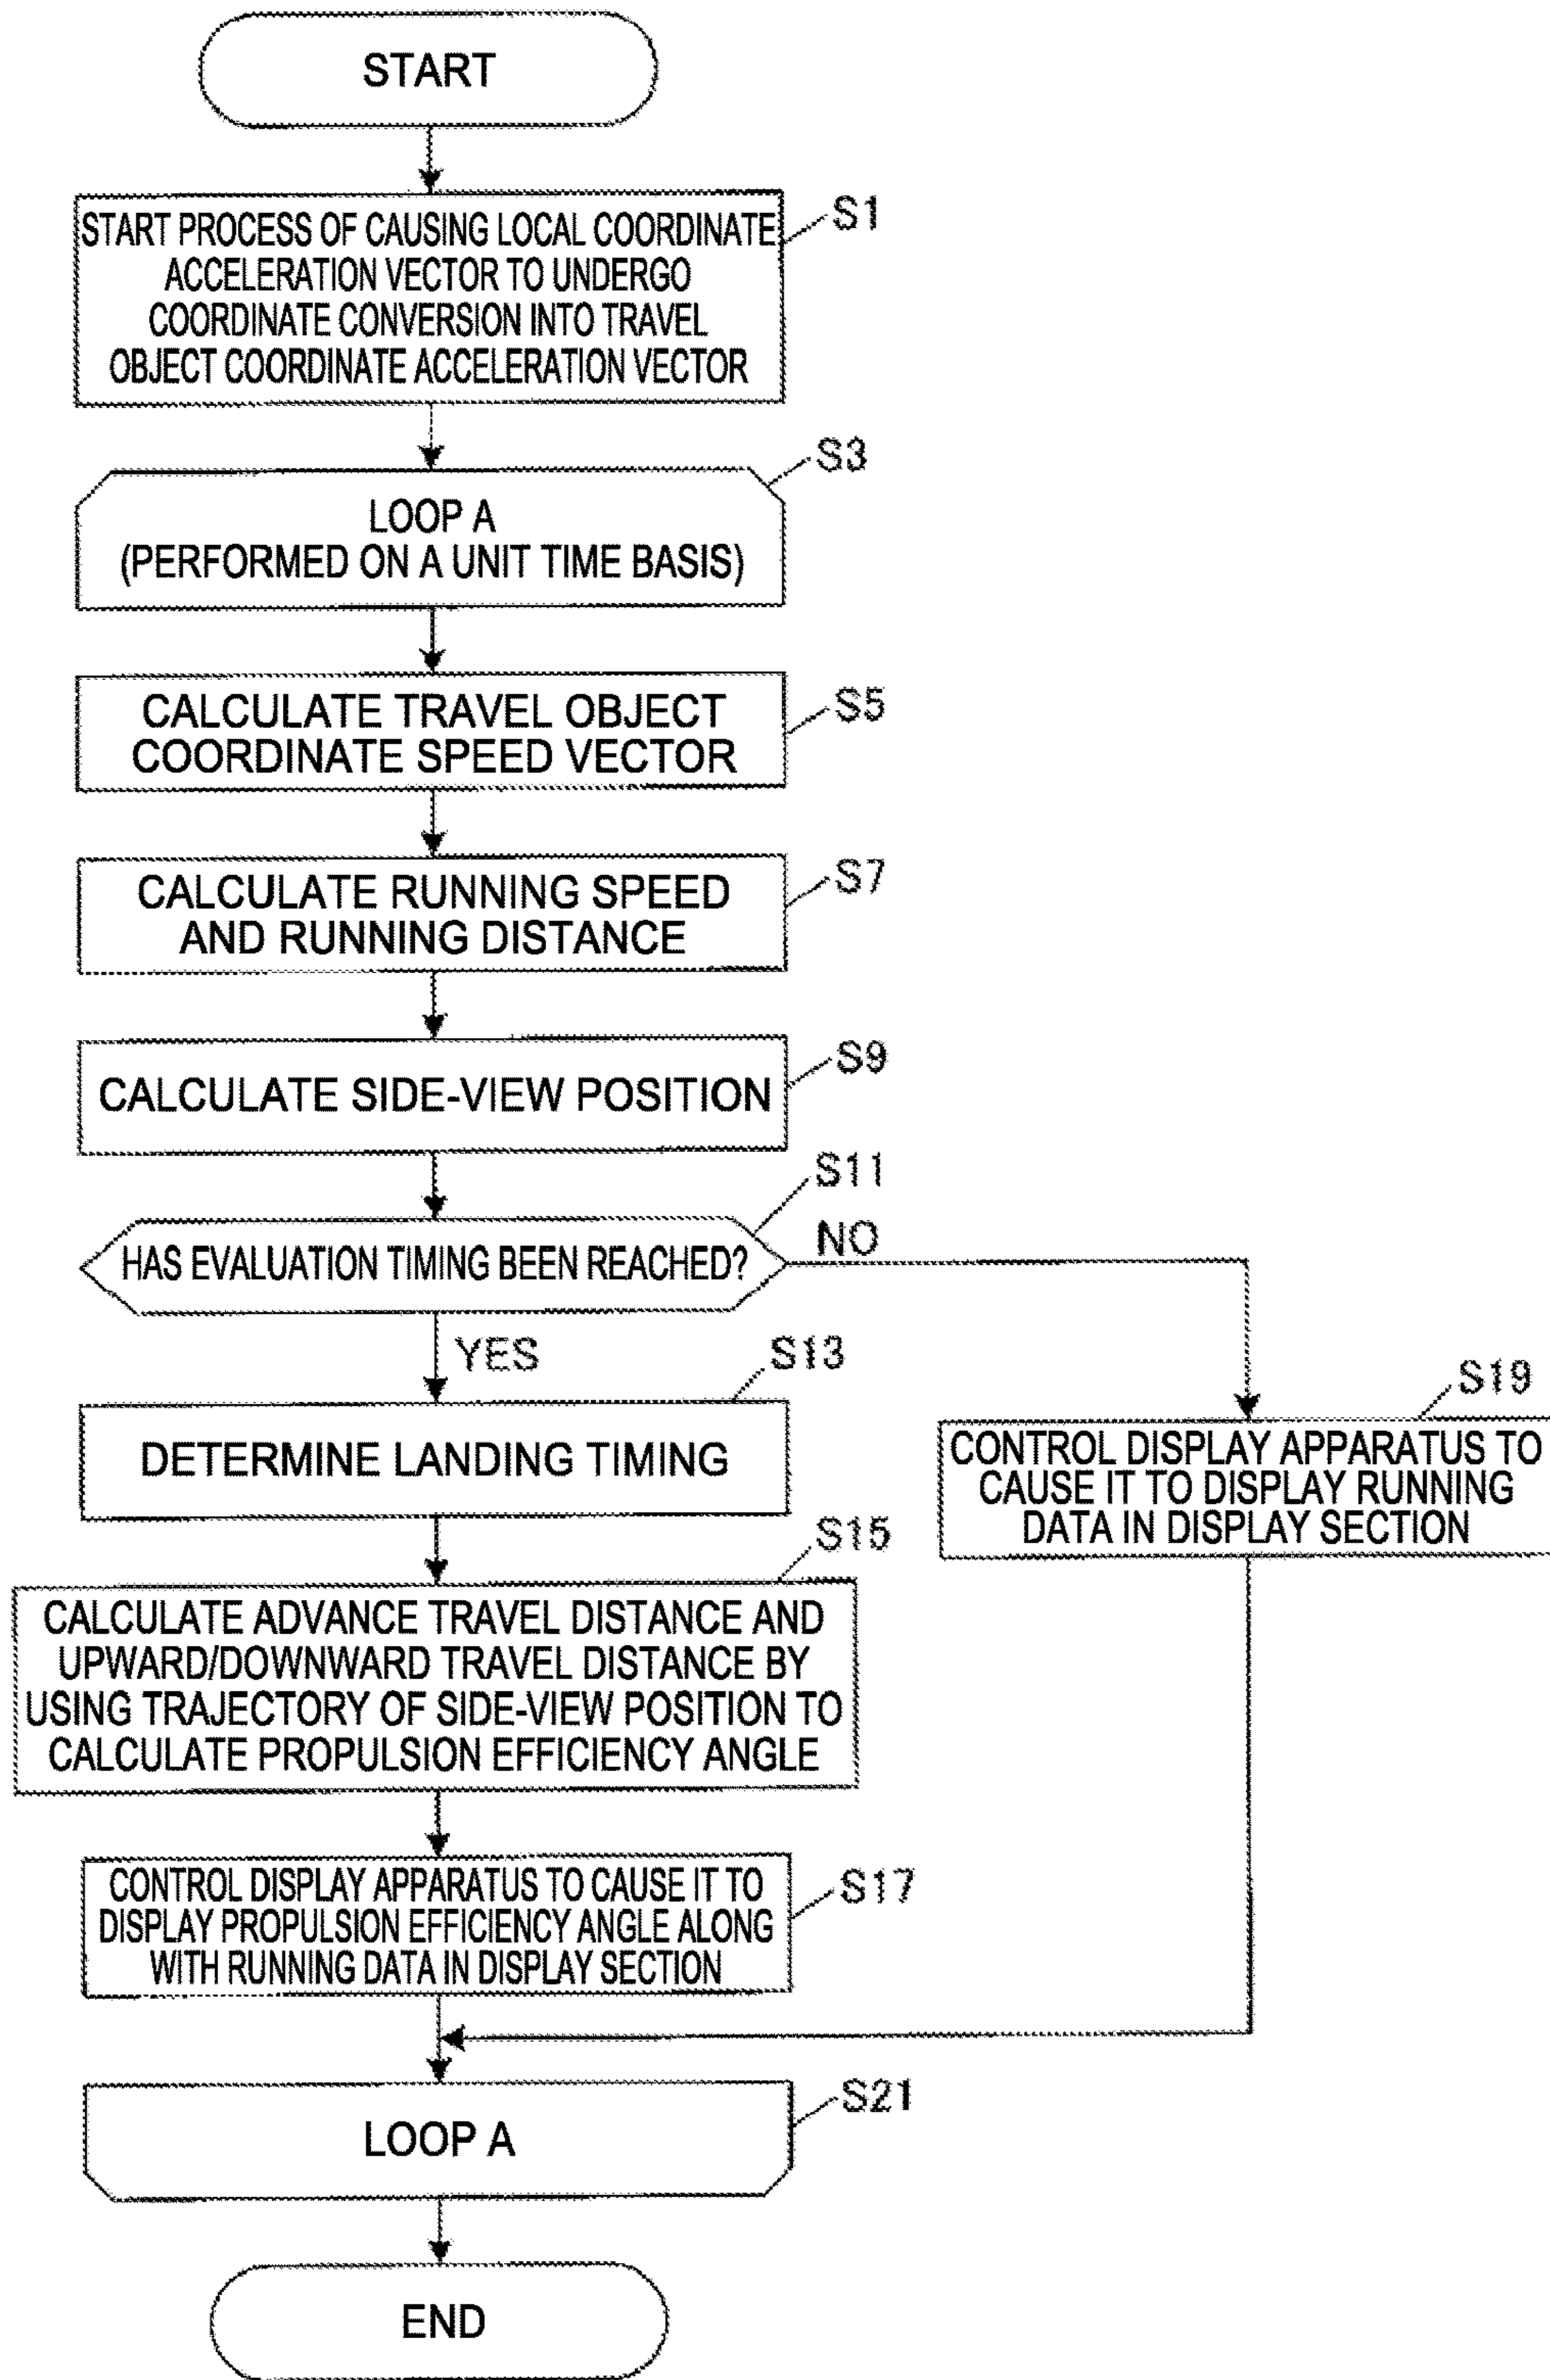 START
START PROCESS OF CAUSING LOCAL COORDINATE
ACCELERATION VECTOR TO UNDERGO
COORDINATE CONVERSION INTO TRAVEL
OBJECT COORDINATE ACCELERATION VECTOR
S1
LOOP A
(PERFORMED ON A UNIT TIME BASIS)
S3
CALCULATE TRAVEL OBJECT
COORDINATE SPEED VECTOR
S5
CALCULATE RUNNING SPEED
AND RUNNING DISTANCE
S7
CALCULATE SIDE-VIEW POSITION
S9
HAS EVALUATION TIMING BEEN REACHED?
S11
NO
YES
DETERMINE LANDING TIMING
S13
CONTROL DISPLAY APPARATUS TO
CAUSE IT TO DISPLAY RUNNING
DATA IN DISPLAY SECTION
S19
CALCULATE ADVANCE TRAVEL DISTANCE AND
UPWARD/DOWNWARD TRAVEL DISTANCE BY
USING TRAJECTORY OF SIDE-VIEW POSITION TO
CALCULATE PROPULSION EFFICIENCY ANGLE
S15
CONTROL DISPLAY APPARATUS TO CAUSE IT TO
DISPLAY PROPULSION EFFICIENCY ANGLE ALONG
WITH RUNNING DATA IN DISPLAY SECTION
S17
LOOP A
S21
END